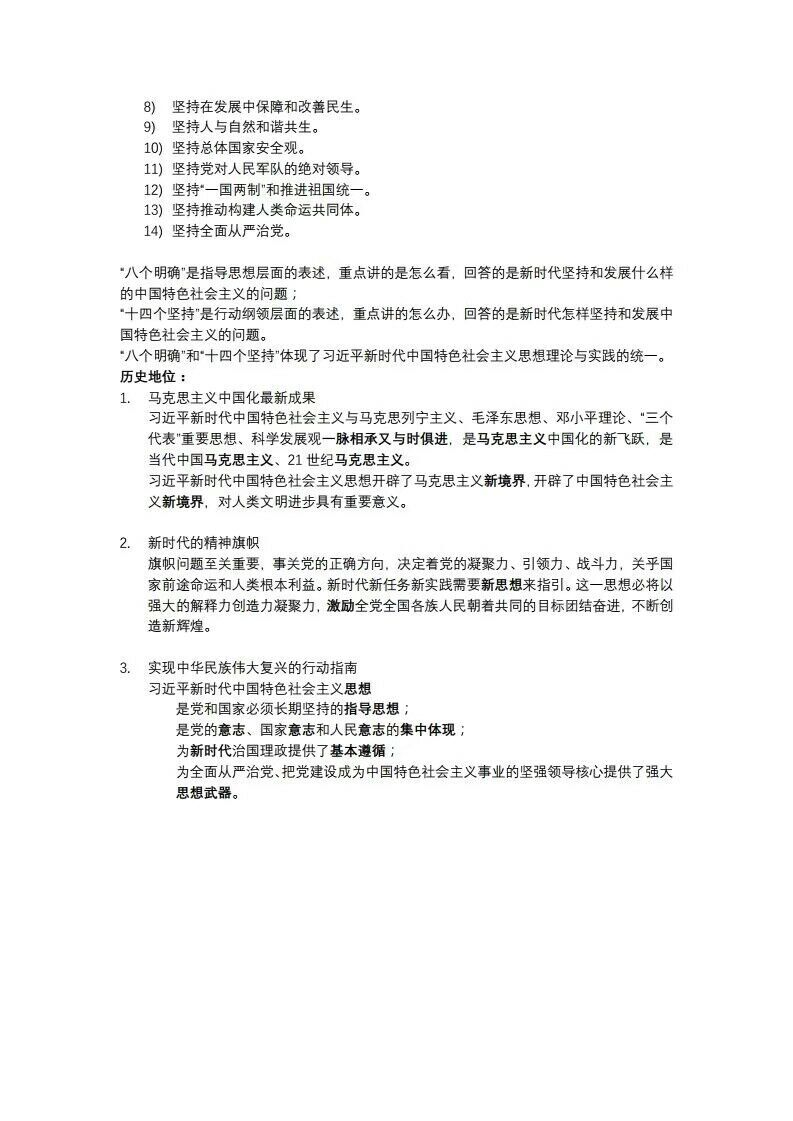 8) 坚持在发展中保障和改善民生。
9) 坚持人与自然和谐共生。
10) 坚持总体国家安全观。
11) 坚持党对人民军队的绝对领导。
12) 坚持“一国两制”和推进祖国统一。
13) 坚持推动构建人类命运共同体。
14) 坚持全面从严治党。
“八个明确”是指导思想层面的表述，重点讲的是怎么看，回答的是新时代坚持和发展什么样
的中国特色社会主义的问题；
“十四个坚持”是行动纲领层面的表述，重点讲的怎么办，回答的是新时代怎样坚持和发展中
国特色社会主义的问题。
“八个明确”和“十四个坚持”体现了习近平新时代中国特色社会主义思想理论与实践的统一。
历史地位：
1. 马克思主义中国化最新成果
习近平新时代中国特色社会主义与马克思列宁主义、毛泽东思想、邓小平理论、“三个
代表”重要思想、科学发展观一脉相承又与时俱进，是马克思主义中国化的新飞跃，是
当代中国马克思主义、21 世纪马克思主义。
习近平新时代中国特色社会主义思想开辟了马克思主义新境界，开辟了中国特色社会主
义新境界，对人类文明进步具有重要意义。
2. 新时代的精神旗帜
旗帜问题至关重要，事关党的正确方向，决定着党的凝聚力、引领力、战斗力，关乎国
家前途命运和人类根本利益。新时代新任务新实践需要新思想来指引。这一思想必将以
强大的解释力创造力凝聚力，激励全党全国各族人民朝着共同的目标团结奋进，不断创
造新辉煌。
3. 实现中华民族伟大复兴的行动指南
习近平新时代中国特色社会主义思想
是党和国家必须长期坚持的指导思想；
是党的意志、国家意志和人民意志的集中体现；
为新时代治国理政提供了基本遵循；
为全面从严治党、把党建设成为中国特色社会主义事业的坚强领导核心提供了强大
思想武器。